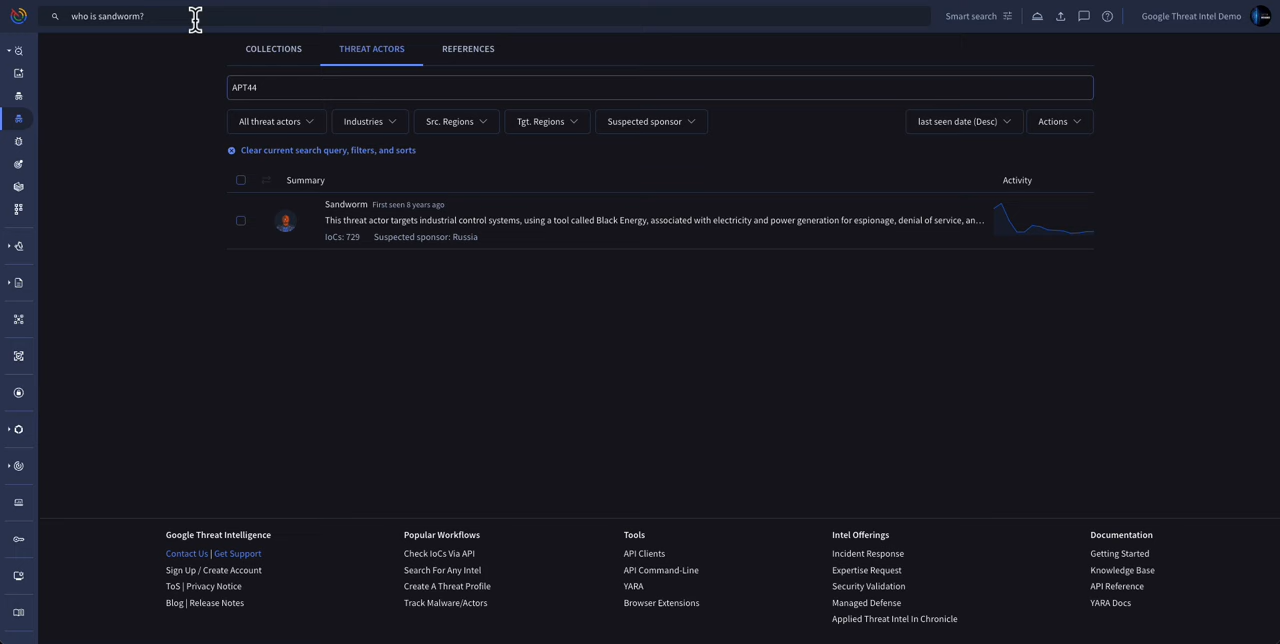 who is sandworm?
Smart search
Google Threat Intel Demo
COLLECTIONS THREAT ACTORS REFERENCES
APT44
All threat actors Industries Src. Regions Tgt. Regions Suspected sponsor last seen date (Desc) Actions
Clear current search query, filters, and sorts
Summary Activity
Sandworm First seen 8 years ago
This threat actor targets industrial control systems, using a tool called Black Energy, associated with electricity and power generation for espionage, denial of service, an...
IoCs: 729 Suspected sponsor: Russia
Google Threat Intelligence Popular Workflows Tools Intel Offerings Documentation
Contact Us | Get Support Check IoCs Via API API Clients Incident Response Getting Started
Sign Up / Create Account Search For Any Intel API Command-Line Expertise Request Knowledge Base
ToS | Privacy Notice Create A Threat Profile YARA Security Validation API Reference
Blog | Release Notes Track Malware/Actors Browser Extensions Managed Defense YARA Docs
Applied Threat Intel In Chronicle